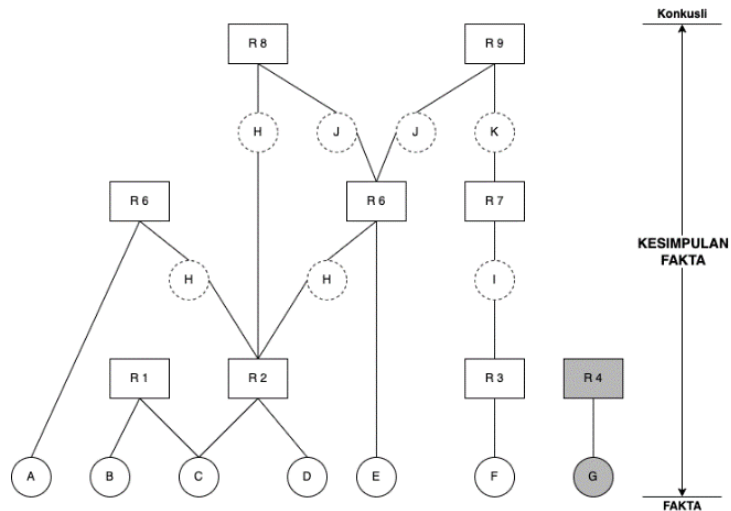 Konkusli
R 8
R 9
H
J
J
K
R 6
R 6
R 7
KESIMPULAN
FAKTA
H
H
I
R 1
R 2
R 3
R 4
A
B
C
D
E
F
G
FAKTA